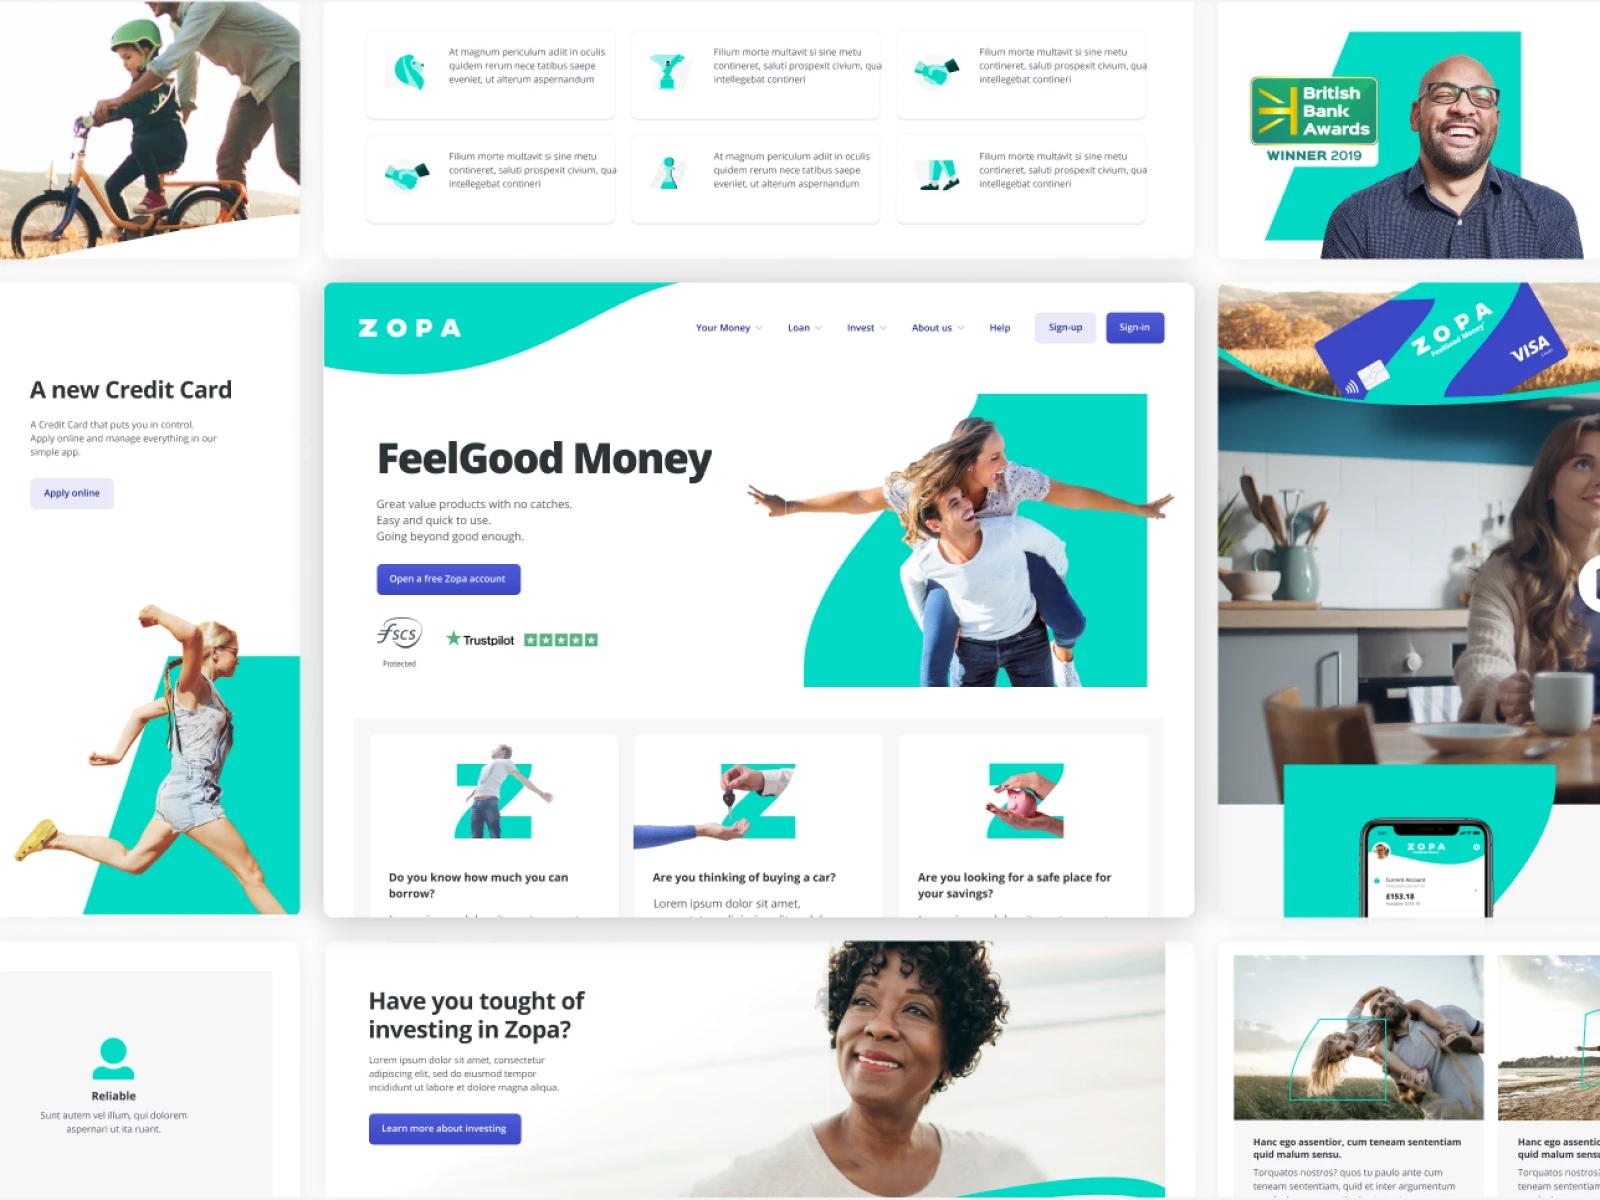 At magnum periculum adiit in oculis
quidem rerum nece tatibus saepe
eveniet, ut alterum aspernandum
Filium morte multavit si sine metu
contineret, saluti prospexit civium, qua
intellegebat contineri
Filium morte multavit si sine metu
contineret, saluti prospexit civium, qua
intellegebat contineri
Filium morte multavit si sine metu
contineret, saluti prospexit civium, qua
intellegebat contineri
At magnum periculum adiit in oculis
quidem rerum nece tatibus saepe
eveniet, ut alterum aspernandum
Filium morte multavit si sine metu
contineret, saluti prospexit civium, qua
intellegebat contineri
British
Bank
Awards
WINNER 2019
A new Credit Card
A Credit Card that puts you in control.
Apply online and manage everything in our
simple app.
Apply online
ZOPA
Your Money
Loan
Invest
About us
Help
Sign-up
Sign-in
FeelGood Money
Great value products with no catches.
Easy and quick to use.
Going beyond good enough.
Open a free Zopa account
fscs
Protected
Trustpilot
Do you know how much you can
borrow?
Are you thinking of buying a car?
Lorem ipsum dolor sit amet,
Are you looking for a safe place for
your savings?
ZOPA
FeelGood Money
VISA
ZOPA
Current Account
£153.18
Reliable
Sunt autem vel illum, qui dolorem
aspernari ut ita ruant.
Have you tought of
investing in Zopa?
Lorem ipsum dolor sit amet, consectetur
adipiscing elit, sed do eiusmod tempor
incididunt ut labore et dolore magna aliqua.
Learn more about investing
Hanc ego assentior, cum teneam sententiam
quid malum sensu.
Torquatos nostros? quos tu paulo ante cum
teneam sententiam, quid et inter argumentum
Hanc ego
quid malum
Torquatos nostros?
teneam